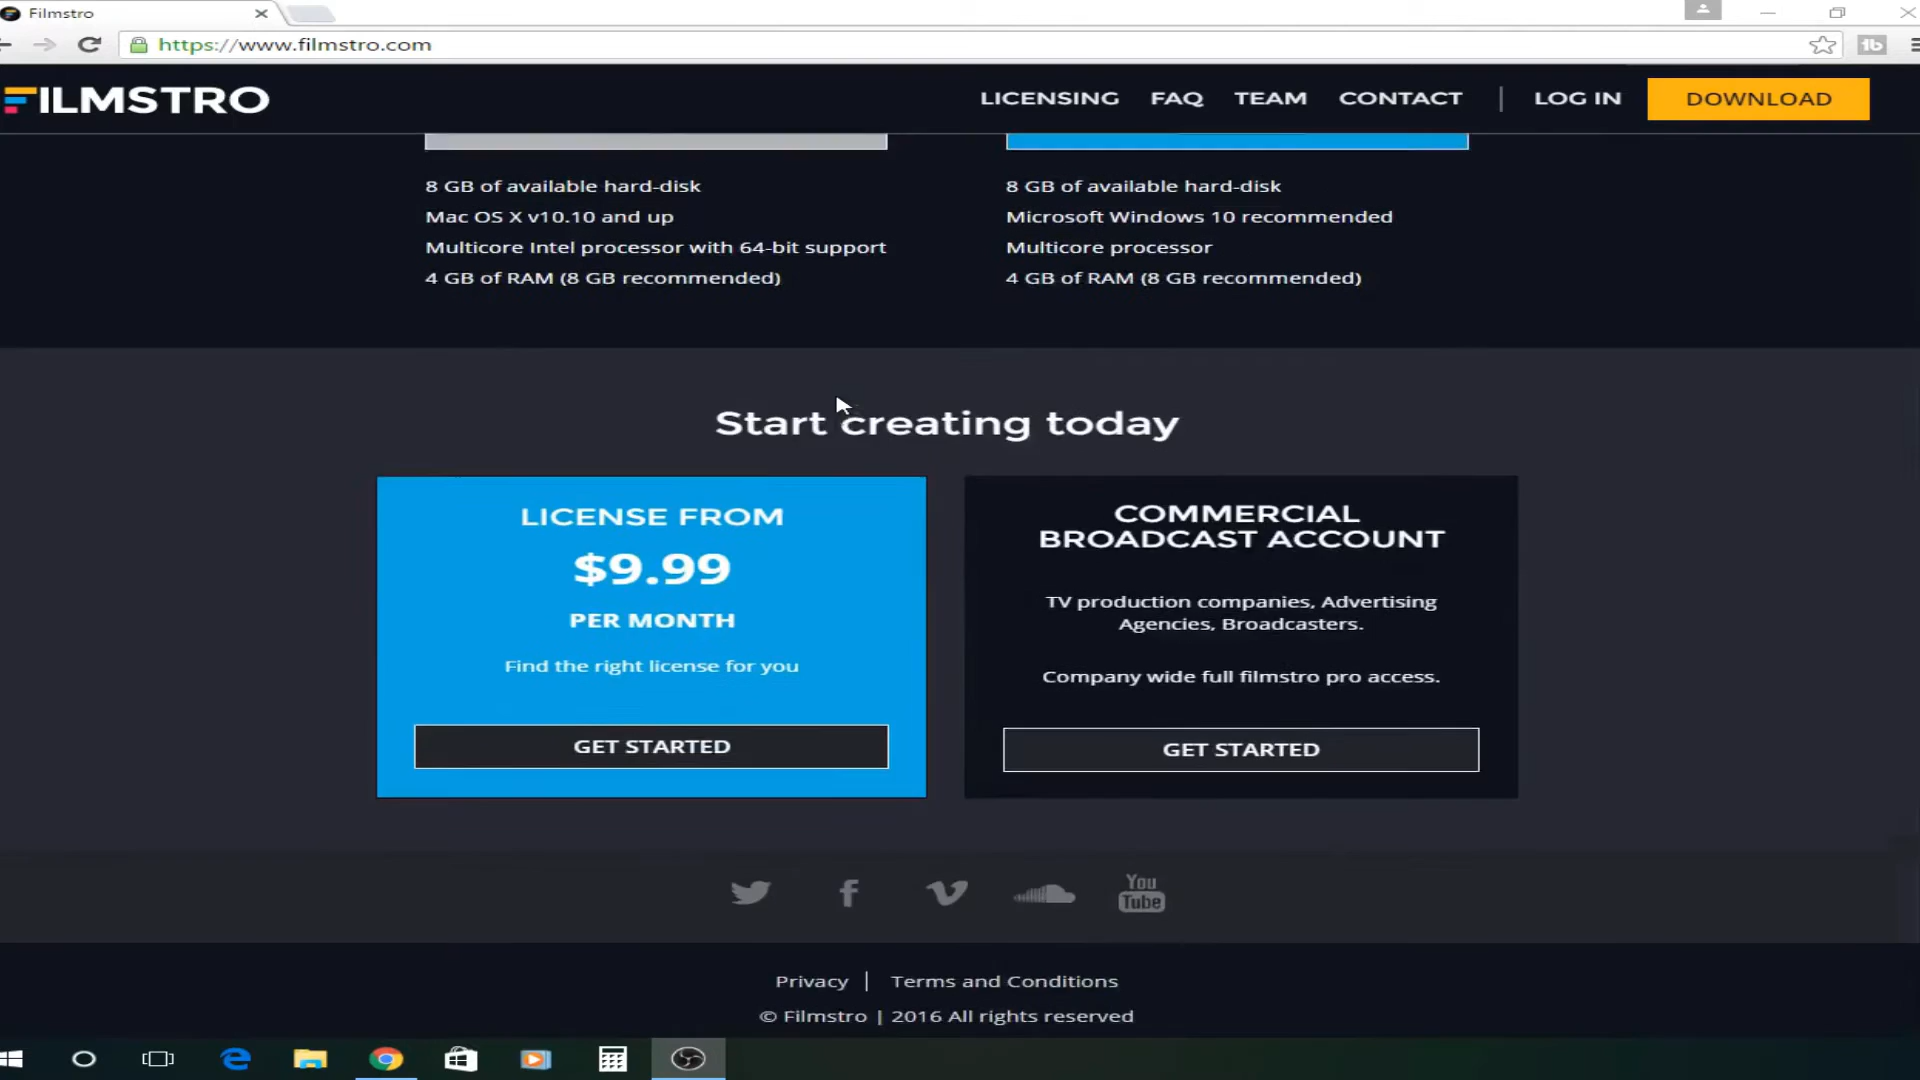 Filmstro
https://www.filmstro.com
FILMSTRO
LICENSING FAQ TEAM CONTACT | LOG IN DOWNLOAD
8 GB of available hard-disk
Mac OS X v10.10 and up
Multicore Intel processor with 64-bit support
4 GB of RAM (8 GB recommended)
8 GB of available hard-disk
Microsoft Windows 10 recommended
Multicore processor
4 GB of RAM (8 GB recommended)
Start creating today
LICENSE FROM
$9.99
PER MONTH
Find the right license for you
GET STARTED
COMMERCIAL
BROADCAST ACCOUNT
TV production companies, Advertising
Agencies, Broadcasters.
Company wide full filmstro pro access.
GET STARTED
You
Tube
Privacy | Terms and Conditions
© Filmstro | 2016 All rights reserved